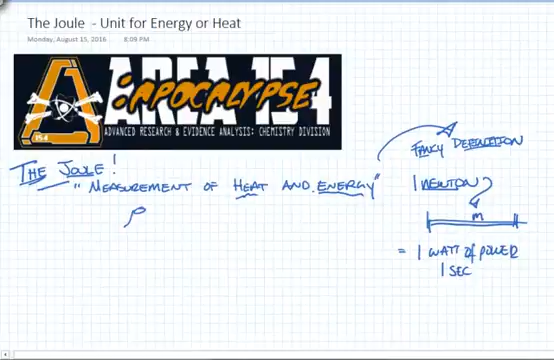 The Joule - Unit for Energy or Heat
Monday, August 15, 2016 8:09 PM
AREA 154
:APOCALYPSE
ADVANCED RESEARCH & EVIDENCE ANALYSIS: CHEMISTRY DIVISION
154
THE JOULE!
"MEASUREMENT OF HEAT AND ENERGY"
FANCY DEFINITION
1 NEWTON
m
= 1 WATT of POWER
1 SEC